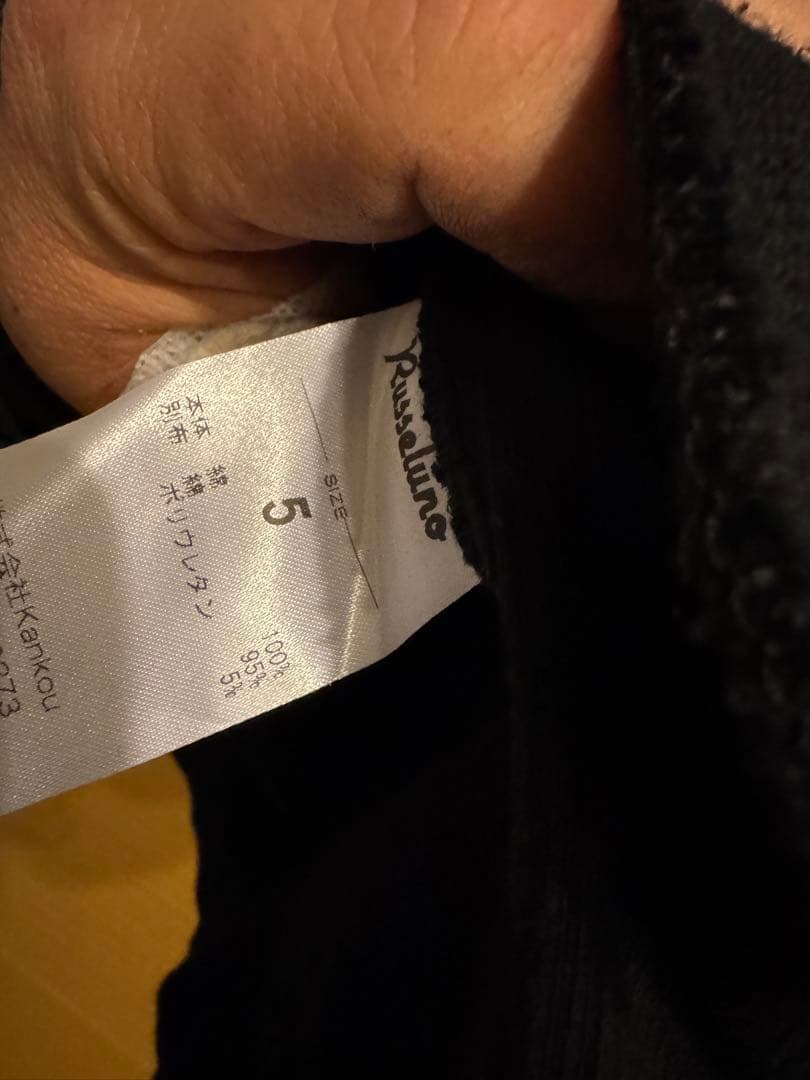 Russeluno
SIZE
5
本体 綿 100%
別布 綿 95%
ポリウレタン 5%
式会社Kankou